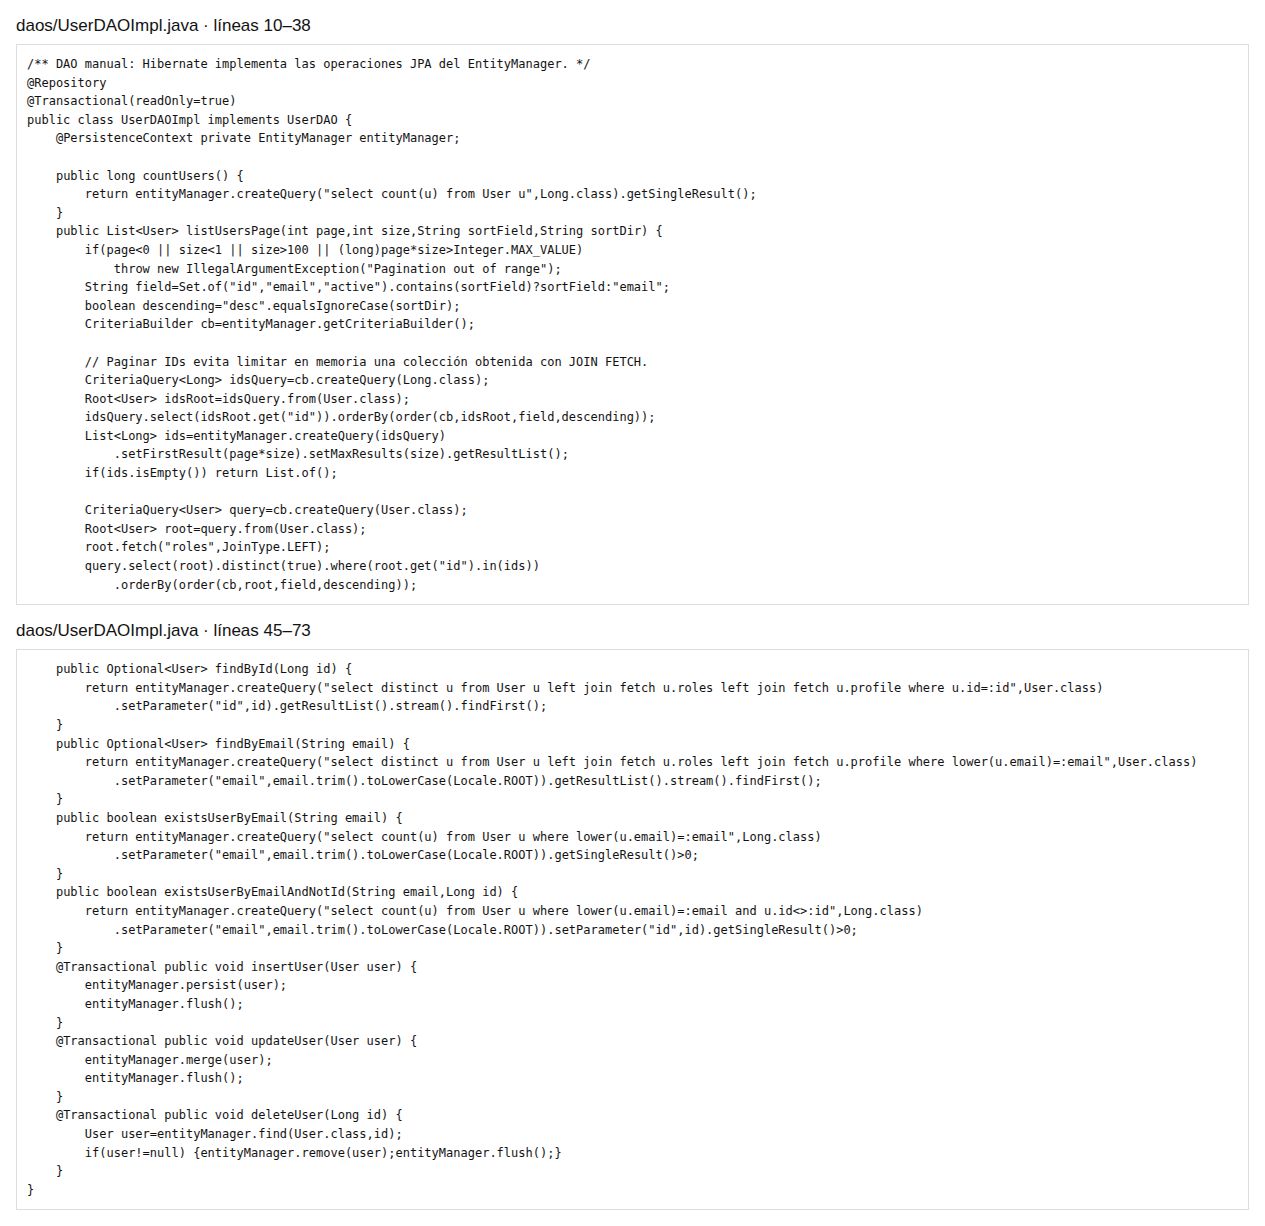 daos/UserDAOImpl.java · líneas 10–38
/** DAO manual: Hibernate implementa las operaciones JPA del EntityManager. */
@Repository
@Transactional(readOnly=true)
public class UserDAOImpl implements UserDAO {
    @PersistenceContext private EntityManager entityManager;

    public long countUsers() {
        return entityManager.createQuery("select count(u) from User u",Long.class).getSingleResult();
    }
    public List<User> listUsersPage(int page,int size,String sortField,String sortDir) {
        if(page<0 || size<1 || size>100 || (long)page*size>Integer.MAX_VALUE)
            throw new IllegalArgumentException("Pagination out of range");
        String field=Set.of("id","email","active").contains(sortField)?sortField:"email";
        boolean descending="desc".equalsIgnoreCase(sortDir);
        CriteriaBuilder cb=entityManager.getCriteriaBuilder();

        // Paginar IDs evita limitar en memoria una colección obtenida con JOIN FETCH.
        CriteriaQuery<Long> idsQuery=cb.createQuery(Long.class);
        Root<User> idsRoot=idsQuery.from(User.class);
        idsQuery.select(idsRoot.get("id")).orderBy(order(cb,idsRoot,field,descending));
        List<Long> ids=entityManager.createQuery(idsQuery)
            .setFirstResult(page*size).setMaxResults(size).getResultList();
        if(ids.isEmpty()) return List.of();

        CriteriaQuery<User> query=cb.createQuery(User.class);
        Root<User> root=query.from(User.class);
        root.fetch("roles",JoinType.LEFT);
        query.select(root).distinct(true).where(root.get("id").in(ids))
            .orderBy(order(cb,root,field,descending));
daos/UserDAOImpl.java · líneas 45–73
    public Optional<User> findById(Long id) {
        return entityManager.createQuery("select distinct u from User u left join fetch u.roles left join fetch u.profile where u.id=:id",User.class)
            .setParameter("id",id).getResultList().stream().findFirst();
    }
    public Optional<User> findByEmail(String email) {
        return entityManager.createQuery("select distinct u from User u left join fetch u.roles left join fetch u.profile where lower(u.email)=:email",User.class)
            .setParameter("email",email.trim().toLowerCase(Locale.ROOT)).getResultList().stream().findFirst();
    }
    public boolean existsUserByEmail(String email) {
        return entityManager.createQuery("select count(u) from User u where lower(u.email)=:email",Long.class)
            .setParameter("email",email.trim().toLowerCase(Locale.ROOT)).getSingleResult()>0;
    }
    public boolean existsUserByEmailAndNotId(String email,Long id) {
        return entityManager.createQuery("select count(u) from User u where lower(u.email)=:email and u.id<>:id",Long.class)
            .setParameter("email",email.trim().toLowerCase(Locale.ROOT)).setParameter("id",id).getSingleResult()>0;
    }
    @Transactional public void insertUser(User user) {
        entityManager.persist(user);
        entityManager.flush();
    }
    @Transactional public void updateUser(User user) {
        entityManager.merge(user);
        entityManager.flush();
    }
    @Transactional public void deleteUser(Long id) {
        User user=entityManager.find(User.class,id);
        if(user!=null) {entityManager.remove(user);entityManager.flush();}
    }
}